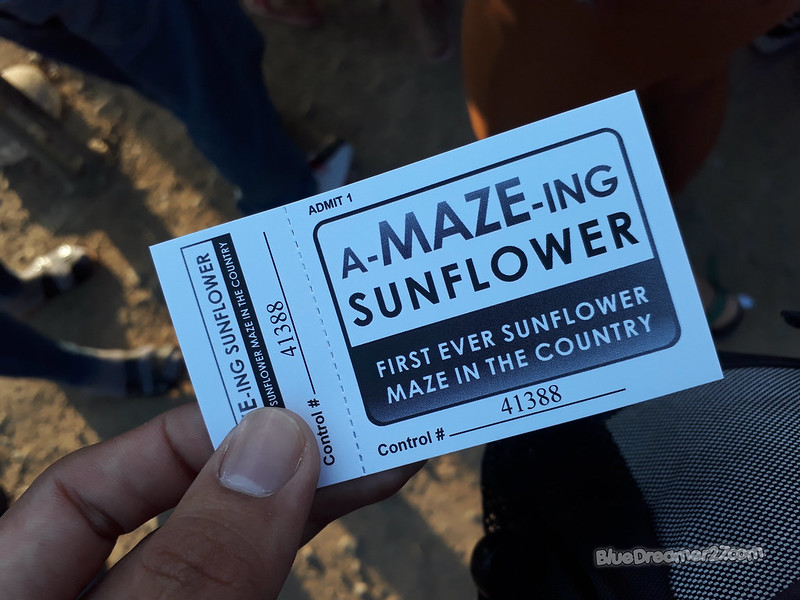 ADMIT 1
A-MAZE-ING
SUNFLOWER
FIRST EVER SUNFLOWER
MAZE IN THE COUNTRY
Control # 41388
E-ING SUNFLOWER
SUNFLOWER MAZE IN THE COUNTRY
Control # 41388
BlueDreamer27.com